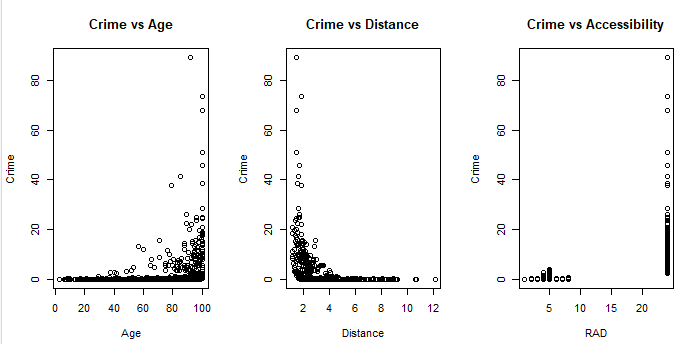 Crime vs Age
Crime
0 20 40 60 80
0 20 40 60 80 100
Age
Crime vs Distance
Crime
0 20 40 60 80
2 4 6 8 10 12
Distance
Crime vs Accessibility
Crime
0 20 40 60 80
5 10 15 20
RAD